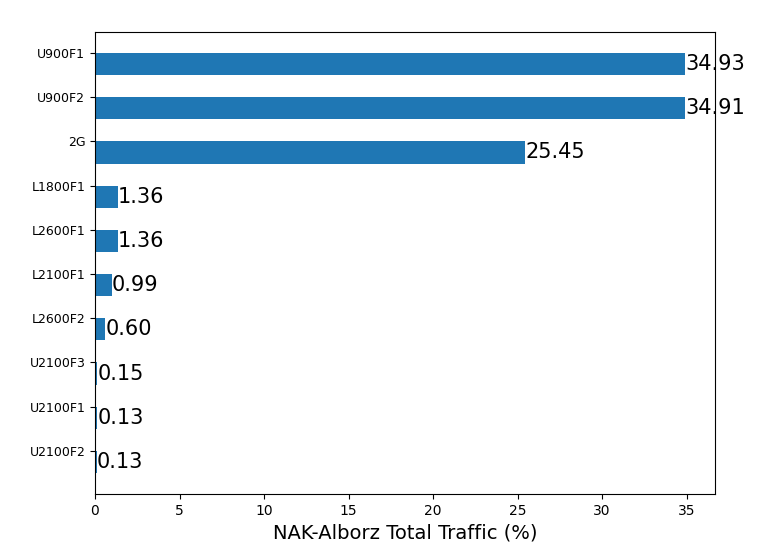 U900F1 34.93
U900F2 34.91
2G 25.45
L1800F1 1.36
L2600F1 1.36
L2100F1 0.99
L2600F2 0.60
U2100F3 0.15
U2100F1 0.13
U2100F2 0.13
0 5 10 15 20 25 30 35
NAK-Alborz Total Traffic (%)